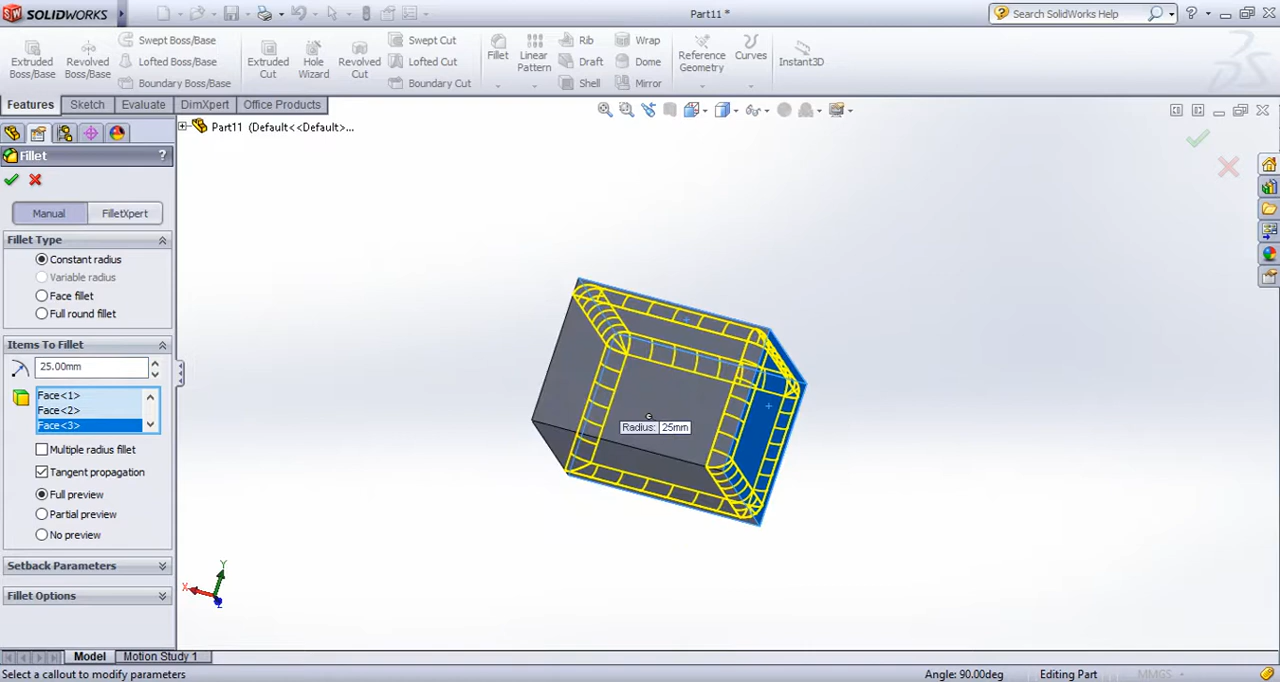 SOLIDWORKS
Part11 *
Search SolidWorks Help
Extruded Boss/Base
Revolved Boss/Base
Swept Boss/Base
Lofted Boss/Base
Boundary Boss/Base
Extruded Cut
Hole Wizard
Revolved Cut
Swept Cut
Lofted Cut
Boundary Cut
Fillet
Linear Pattern
Rib
Draft
Shell
Wrap
Dome
Mirror
Reference Geometry
Curves
Instant3D
Features
Sketch
Evaluate
DimXpert
Office Products
Part11 (Default<<Default>...
Fillet
?
Manual
FilletXpert
Fillet Type
Constant radius
Variable radius
Face fillet
Full round fillet
Items To Fillet
25.00mm
Face<1>
Face<2>
Face<3>
Multiple radius fillet
Tangent propagation
Full preview
Partial preview
No preview
Setback Parameters
Fillet Options
Radius: 25mm
Y
X
Z
Model
Motion Study 1
Select a callout to modify parameters
Angle: 90.00deg
Editing Part
MMGS